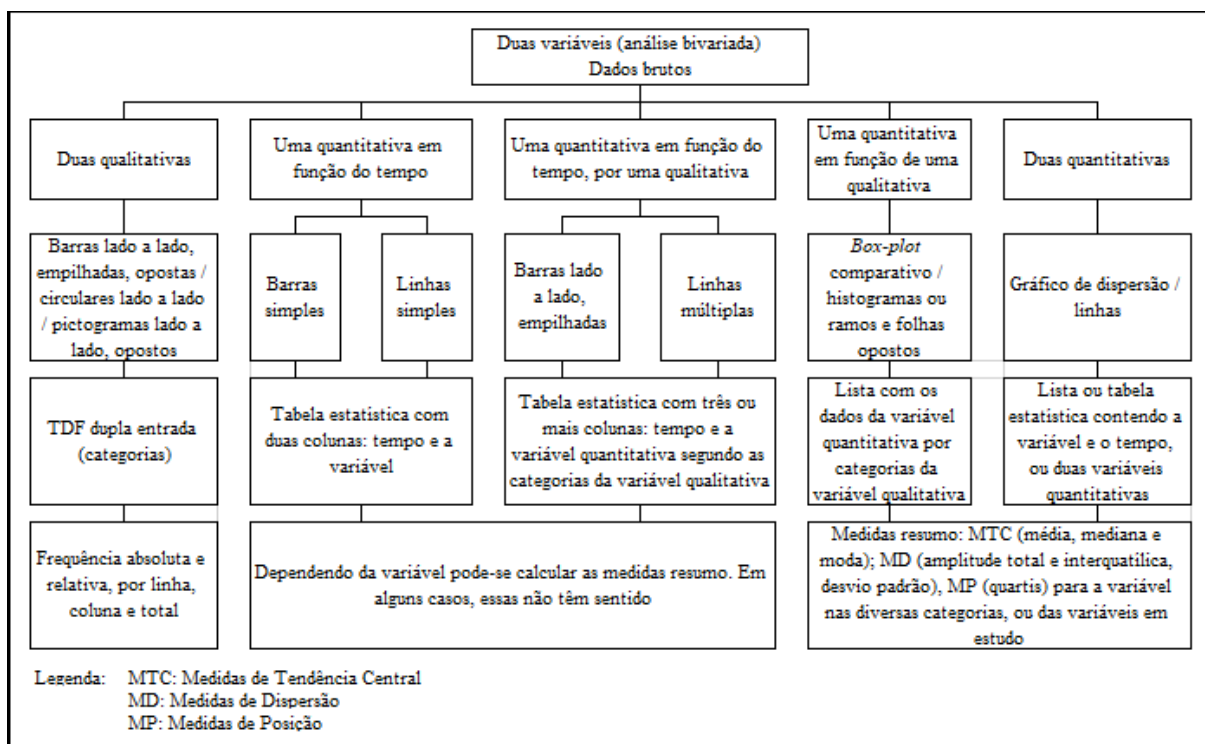 Duas variáveis (análise bivariada)
Dados brutos
Duas qualitativas
Uma quantitativa em
função do tempo
Uma quantitativa em função do
tempo, por uma qualitativa
Uma quantitativa
em função de uma
qualitativa
Duas quantitativas
Barras lado a lado,
empilhadas, opostas /
circulares lado a lado
/ pictogramas lado a
lado, opostos
Barras
simples
Linhas
simples
Barras lado
a lado,
empilhadas
Linhas
múltiplas
Box-plot
comparativo /
histogramas ou
ramos e folhas
opostos
Gráfico de dispersão /
linhas
TDF dupla entrada
(categorias)
Tabela estatistica com
duas colunas: tempo e a
variável
Tabela estatistica com três ou
mais colunas: tempo e a
variável quantitativa segundo as
categorias da variável qualitativa
Lista com os
dados da variável
quantitativa por
categorias da
variável qualitativa
Lista ou tabela
estatistica contendo a
variável e o tempo,
ou duas variáveis
quantitativas
Frequência absoluta e
relativa, por linha,
coluna e total
Dependendo da variável pode-se calcular as medidas resumo. Em
alguns casos, essas não têm sentido
Medidas resumo: MTC (média, mediana e
moda); MD (amplitude total e interquatilica,
desvio padrão), MP (quartis) para a variável
nas diversas categorias, ou das variáveis em
estudo
Legenda: MTC: Medidas de Tendência Central
MD: Medidas de Dispersão
MP: Medidas de Posição